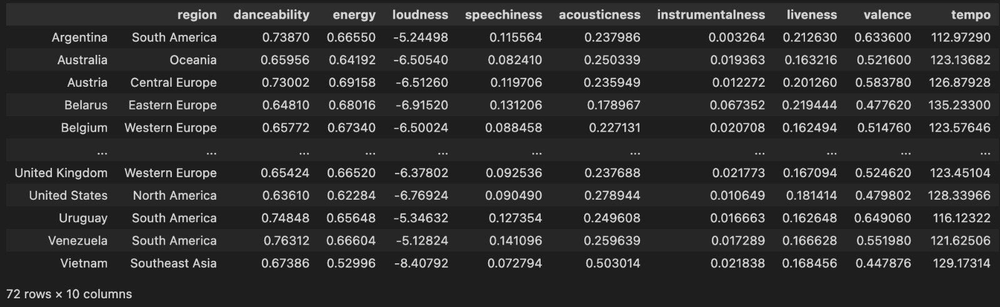 region danceability energy loudness speechiness acousticness instrumentalness liveness valence tempo
Argentina South America 0.73870 0.66550 -5.24498 0.115564 0.237986 0.003264 0.212630 0.633600 112.97290
Australia Oceania 0.65956 0.64192 -6.50540 0.082410 0.250339 0.019363 0.163216 0.521600 123.13682
Austria Central Europe 0.73002 0.69158 -6.51260 0.119706 0.235949 0.012272 0.201260 0.583780 126.87928
Belarus Eastern Europe 0.64810 0.68016 -6.91520 0.131206 0.178967 0.067352 0.219444 0.477620 135.23300
Belgium Western Europe 0.65772 0.67340 -6.50024 0.088458 0.227131 0.020708 0.162494 0.514760 123.57646
... ... ... ... ... ... ... ... ... ... ...
United Kingdom Western Europe 0.65424 0.66520 -6.37802 0.092536 0.237688 0.021773 0.167094 0.524620 123.45104
United States North America 0.63610 0.62284 -6.76924 0.090490 0.278944 0.010649 0.181414 0.479802 128.33966
Uruguay South America 0.74848 0.65648 -5.34632 0.127354 0.249608 0.016663 0.162648 0.649060 116.12322
Venezuela South America 0.76312 0.66604 -5.12824 0.141096 0.259639 0.017289 0.166628 0.551980 121.62506
Vietnam Southeast Asia 0.67386 0.52996 -8.40792 0.072794 0.503014 0.021838 0.168456 0.447876 129.17314
72 rows × 10 columns